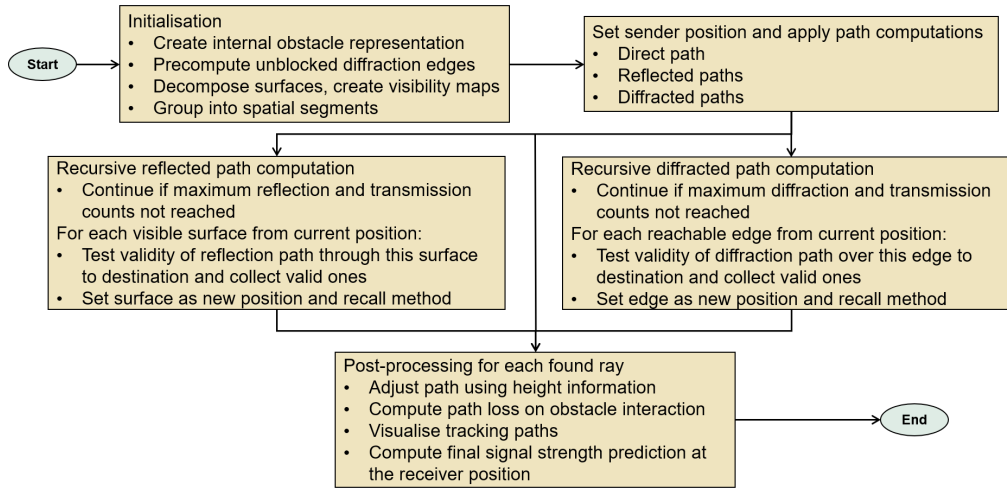 Start
Initialisation
• Create internal obstacle representation
• Precompute unblocked diffraction edges
• Decompose surfaces, create visibility maps
• Group into spatial segments
Set sender position and apply path computations
• Direct path
• Reflected paths
• Diffracted paths
Recursive reflected path computation
• Continue if maximum reflection and transmission
counts not reached
For each visible surface from current position:
• Test validity of reflection path through this surface
to destination and collect valid ones
• Set surface as new position and recall method
Recursive diffracted path computation
• Continue if maximum diffraction and transmission
counts not reached
For each reachable edge from current position:
• Test validity of diffraction path over this edge to
destination and collect valid ones
• Set edge as new position and recall method
Post-processing for each found ray
• Adjust path using height information
• Compute path loss on obstacle interaction
• Visualise tracking paths
• Compute final signal strength prediction at
the receiver position
End